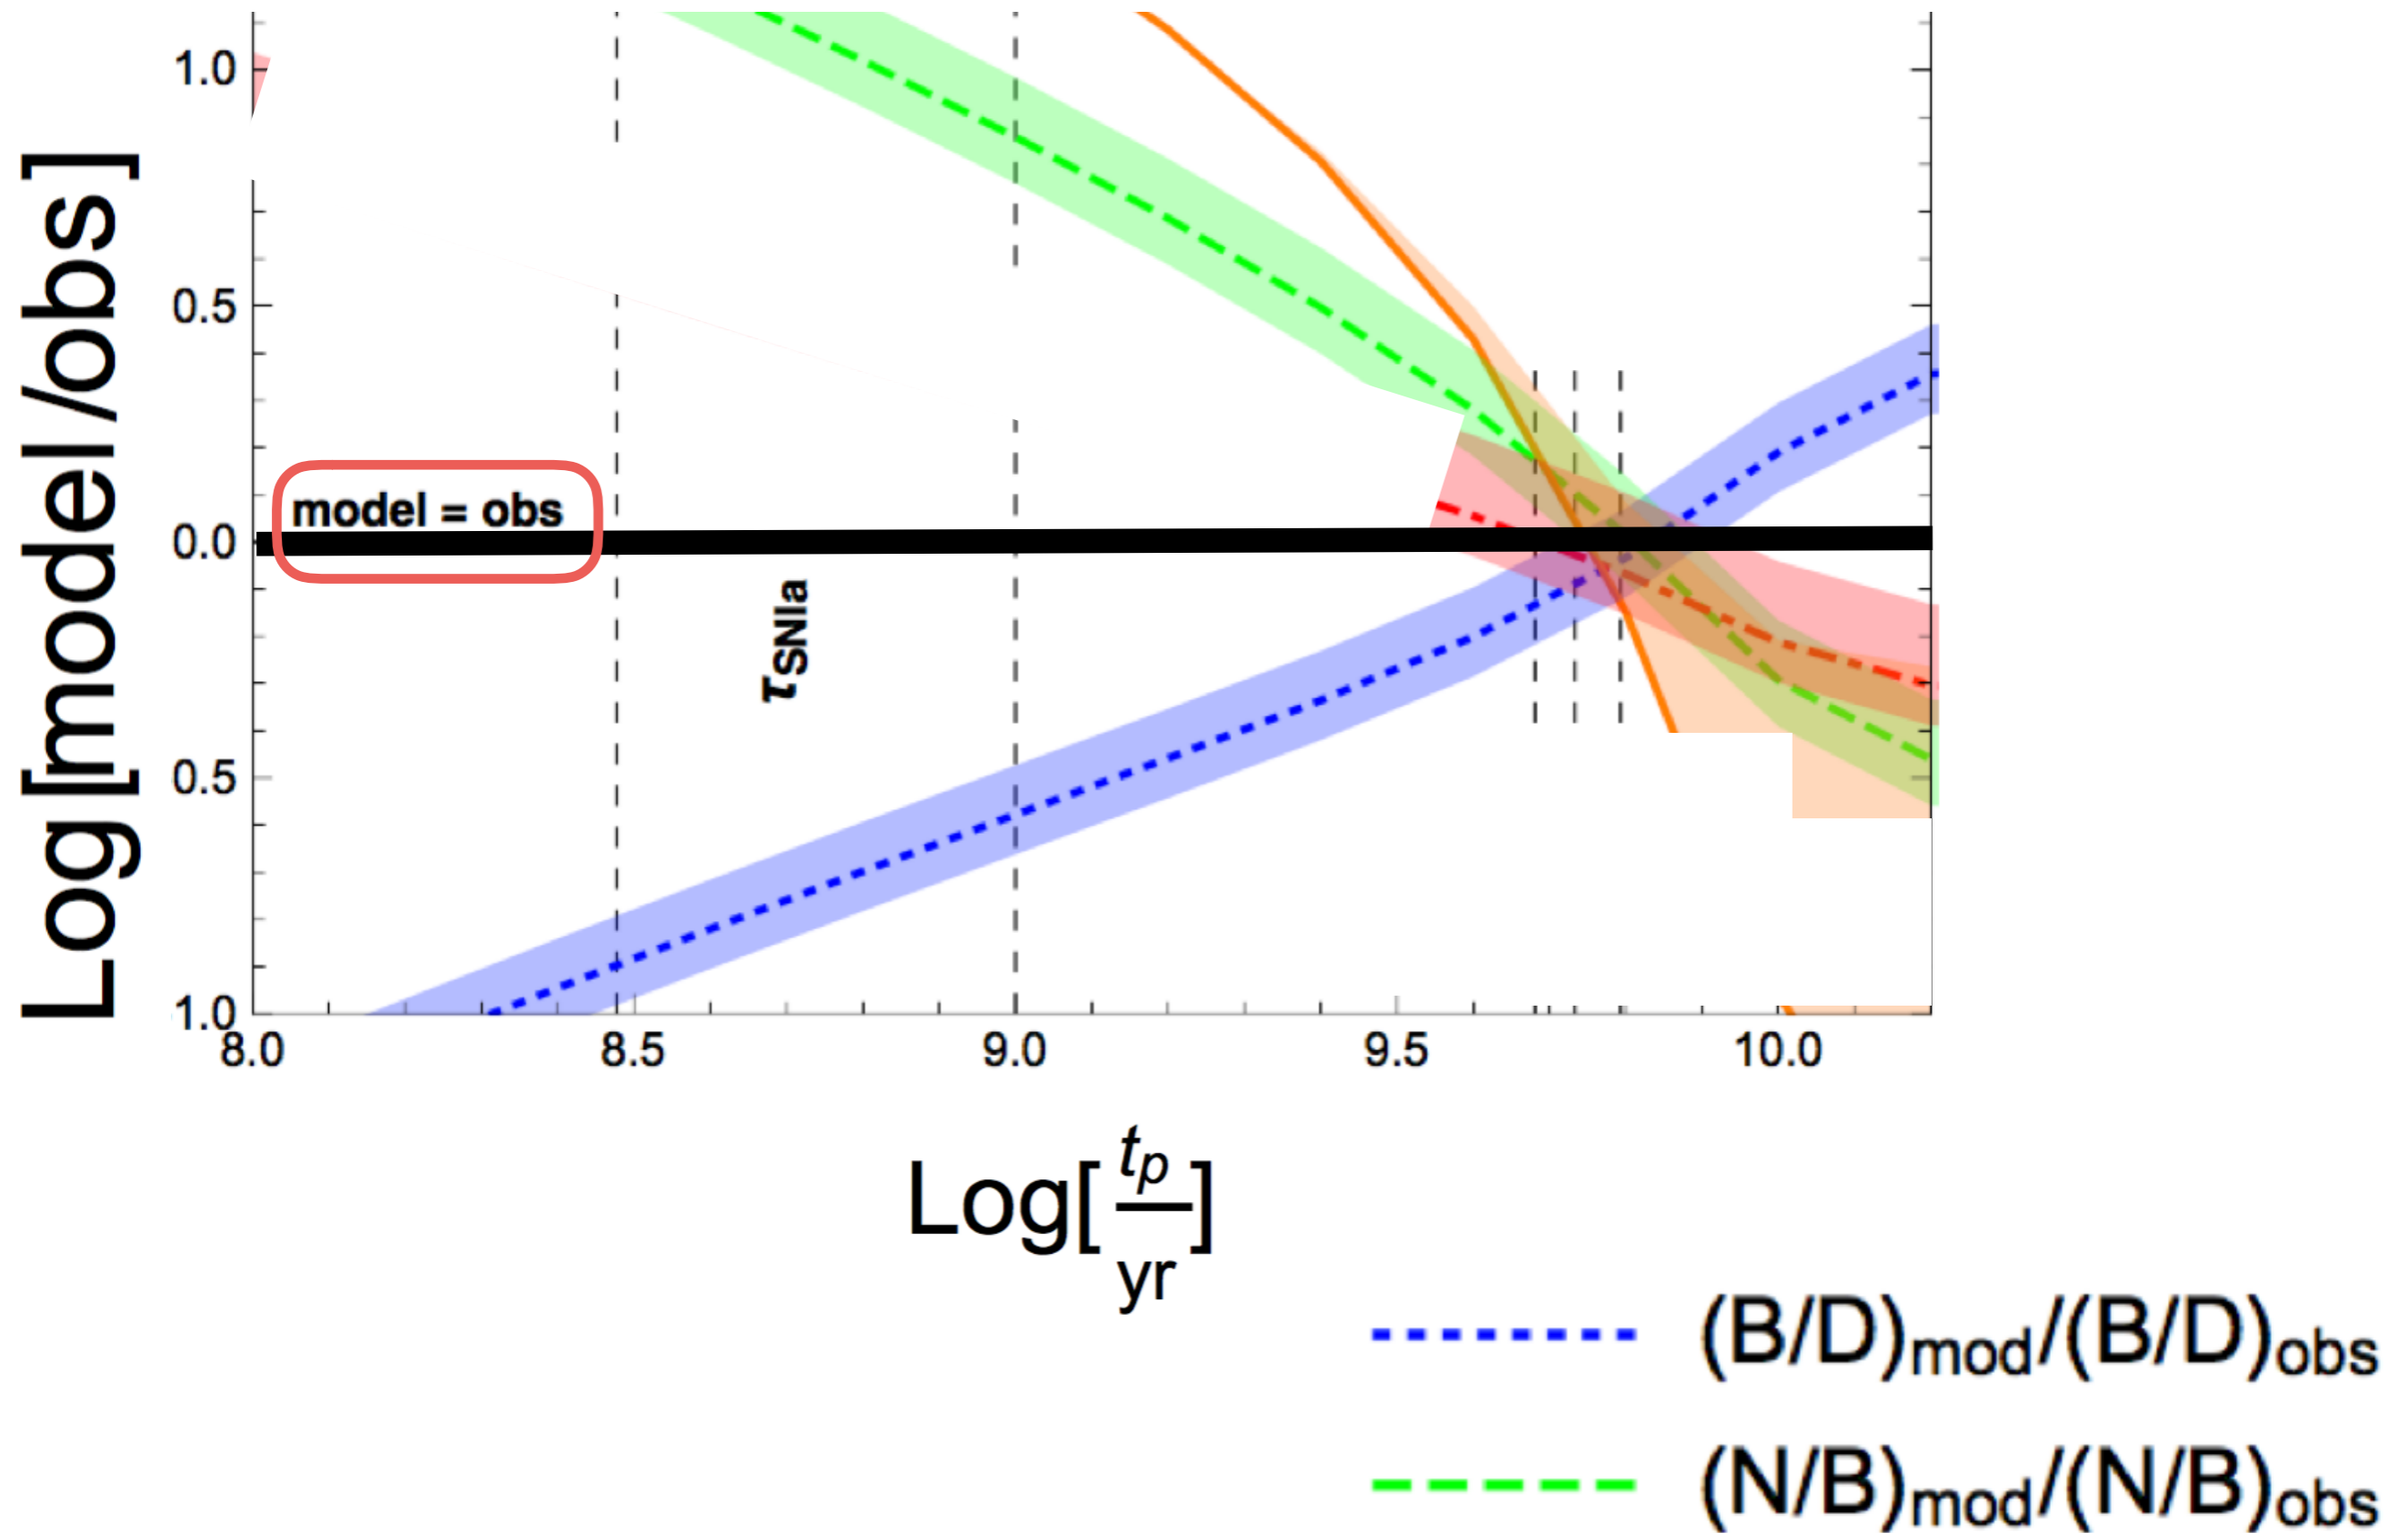 Log[model/obs]
1.0
0.5
0.0
0.5
1.0
model = obs
τSNIa
8.0 8.5 9.0 9.5 10.0
Log[tp/yr]
(B/D)mod/(B/D)obs
(N/B)mod/(N/B)obs